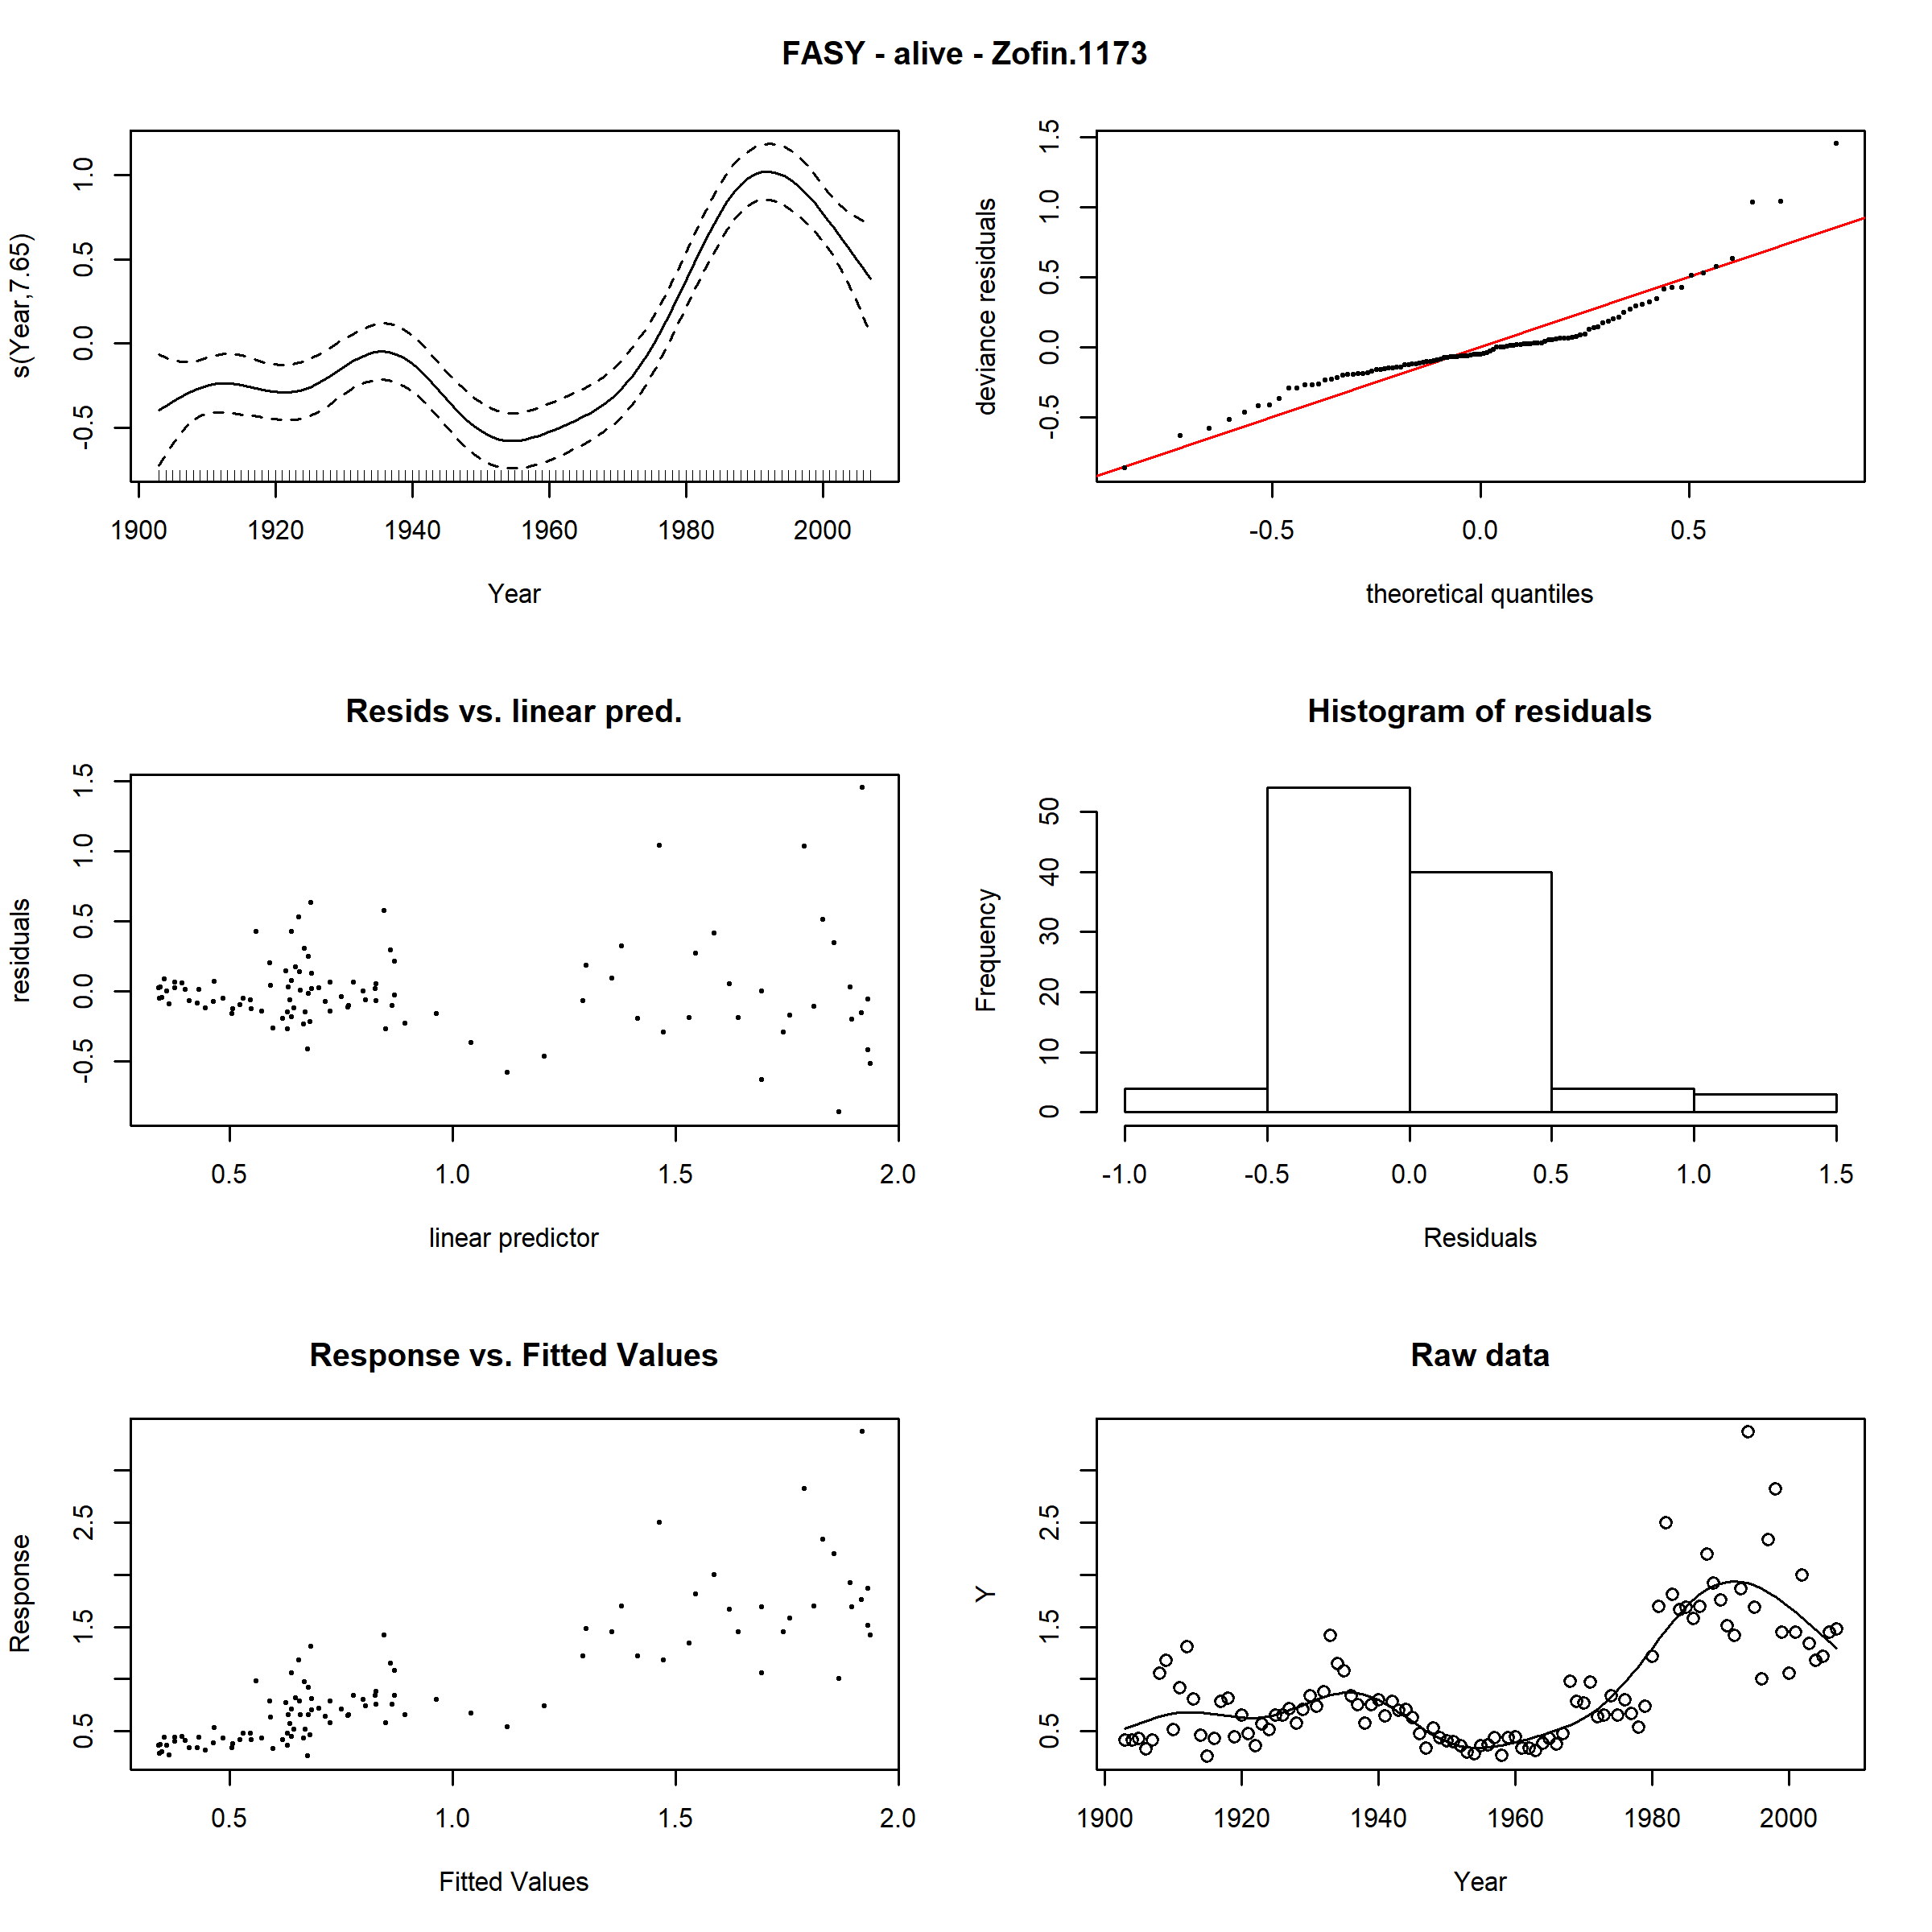 FASY - alive - Zofin.1173
s(Year,7.65)
-0.5 0.0 0.5 1.0
1900 1920 1940 1960 1980 2000
Year
deviance residuals
-0.5 0.0 0.5 1.0 1.5
-0.5 0.0 0.5
theoretical quantiles
Resids vs. linear pred.
residuals
-0.5 0.0 0.5 1.0 1.5
0.5 1.0 1.5 2.0
linear predictor
Histogram of residuals
Frequency
0 10 20 30 40 50
-1.0 -0.5 0.0 0.5 1.0 1.5
Residuals
Response vs. Fitted Values
Response
0.5 1.5 2.5
0.5 1.0 1.5 2.0
Fitted Values
Raw data
Y
0.5 1.5 2.5
1900 1920 1940 1960 1980 2000
Year